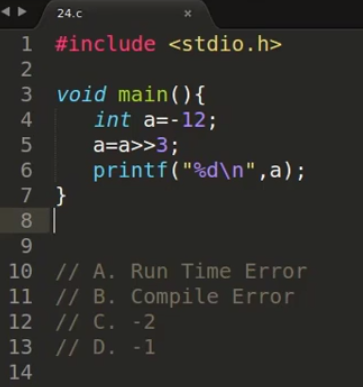 24.c
1 #include <stdio.h>
2
3 void main(){
4 int a=-12;
5 a=a>>3;
6 printf("%d\n",a);
7 }
8
9
10 // A. Run Time Error
11 // B. Compile Error
12 // C. -2
13 // D. -1
14